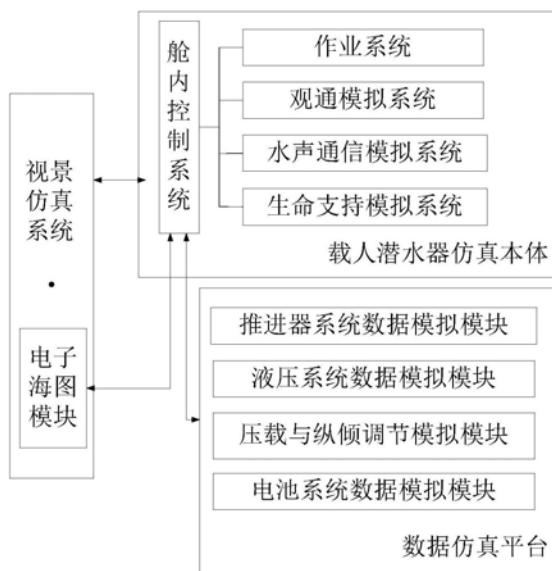 视景
仿真
系统
电子
海图
模块
舱
内
控
制
系
统
作业系统
观通模拟系统
水声通信模拟系统
生命支持模拟系统
载人潜水器仿真本体
推进器系统数据模拟模块
液压系统数据模拟模块
压载与纵倾调节模拟模块
电池系统数据模拟模块
数据仿真平台